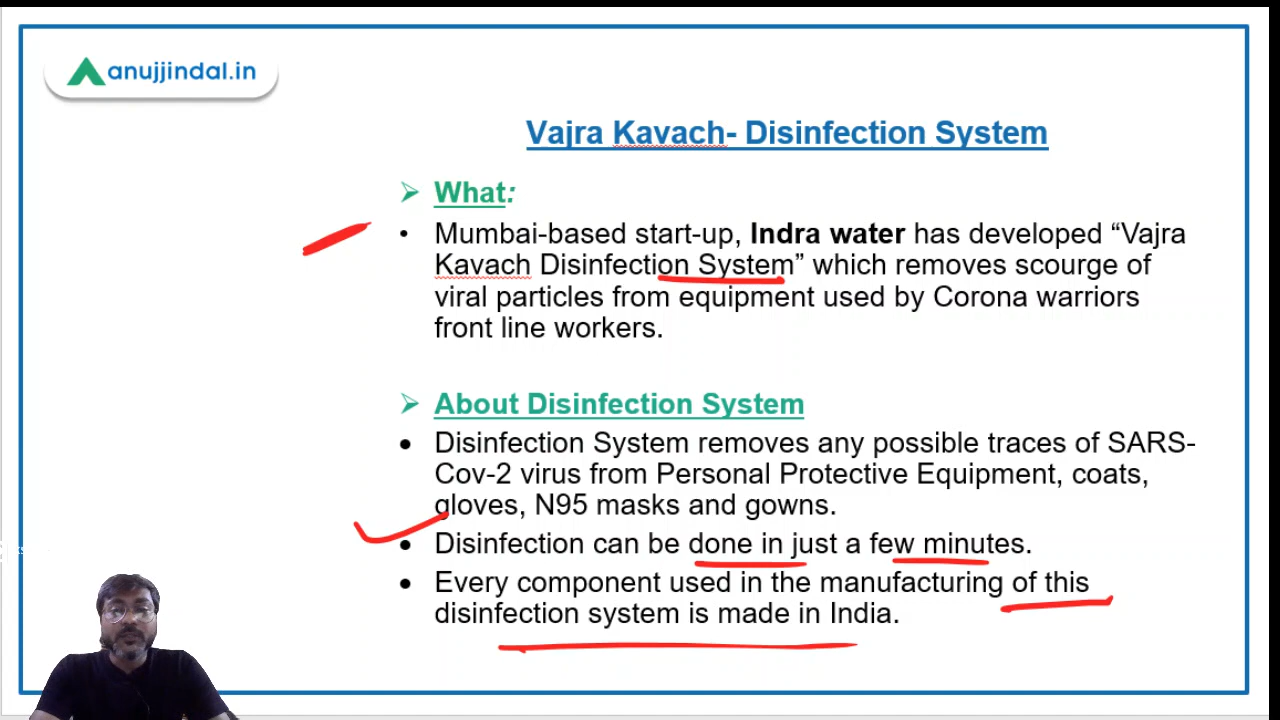 anujjindal.in
Vajra Kavach- Disinfection System
What:
Mumbai-based start-up, Indra water has developed “Vajra
Kavach Disinfection System” which removes scourge of
viral particles from equipment used by Corona warriors
front line workers.
About Disinfection System
Disinfection System removes any possible traces of SARS-
Cov-2 virus from Personal Protective Equipment, coats,
gloves, N95 masks and gowns.
Disinfection can be done in just a few minutes.
Every component used in the manufacturing of this
disinfection system is made in India.